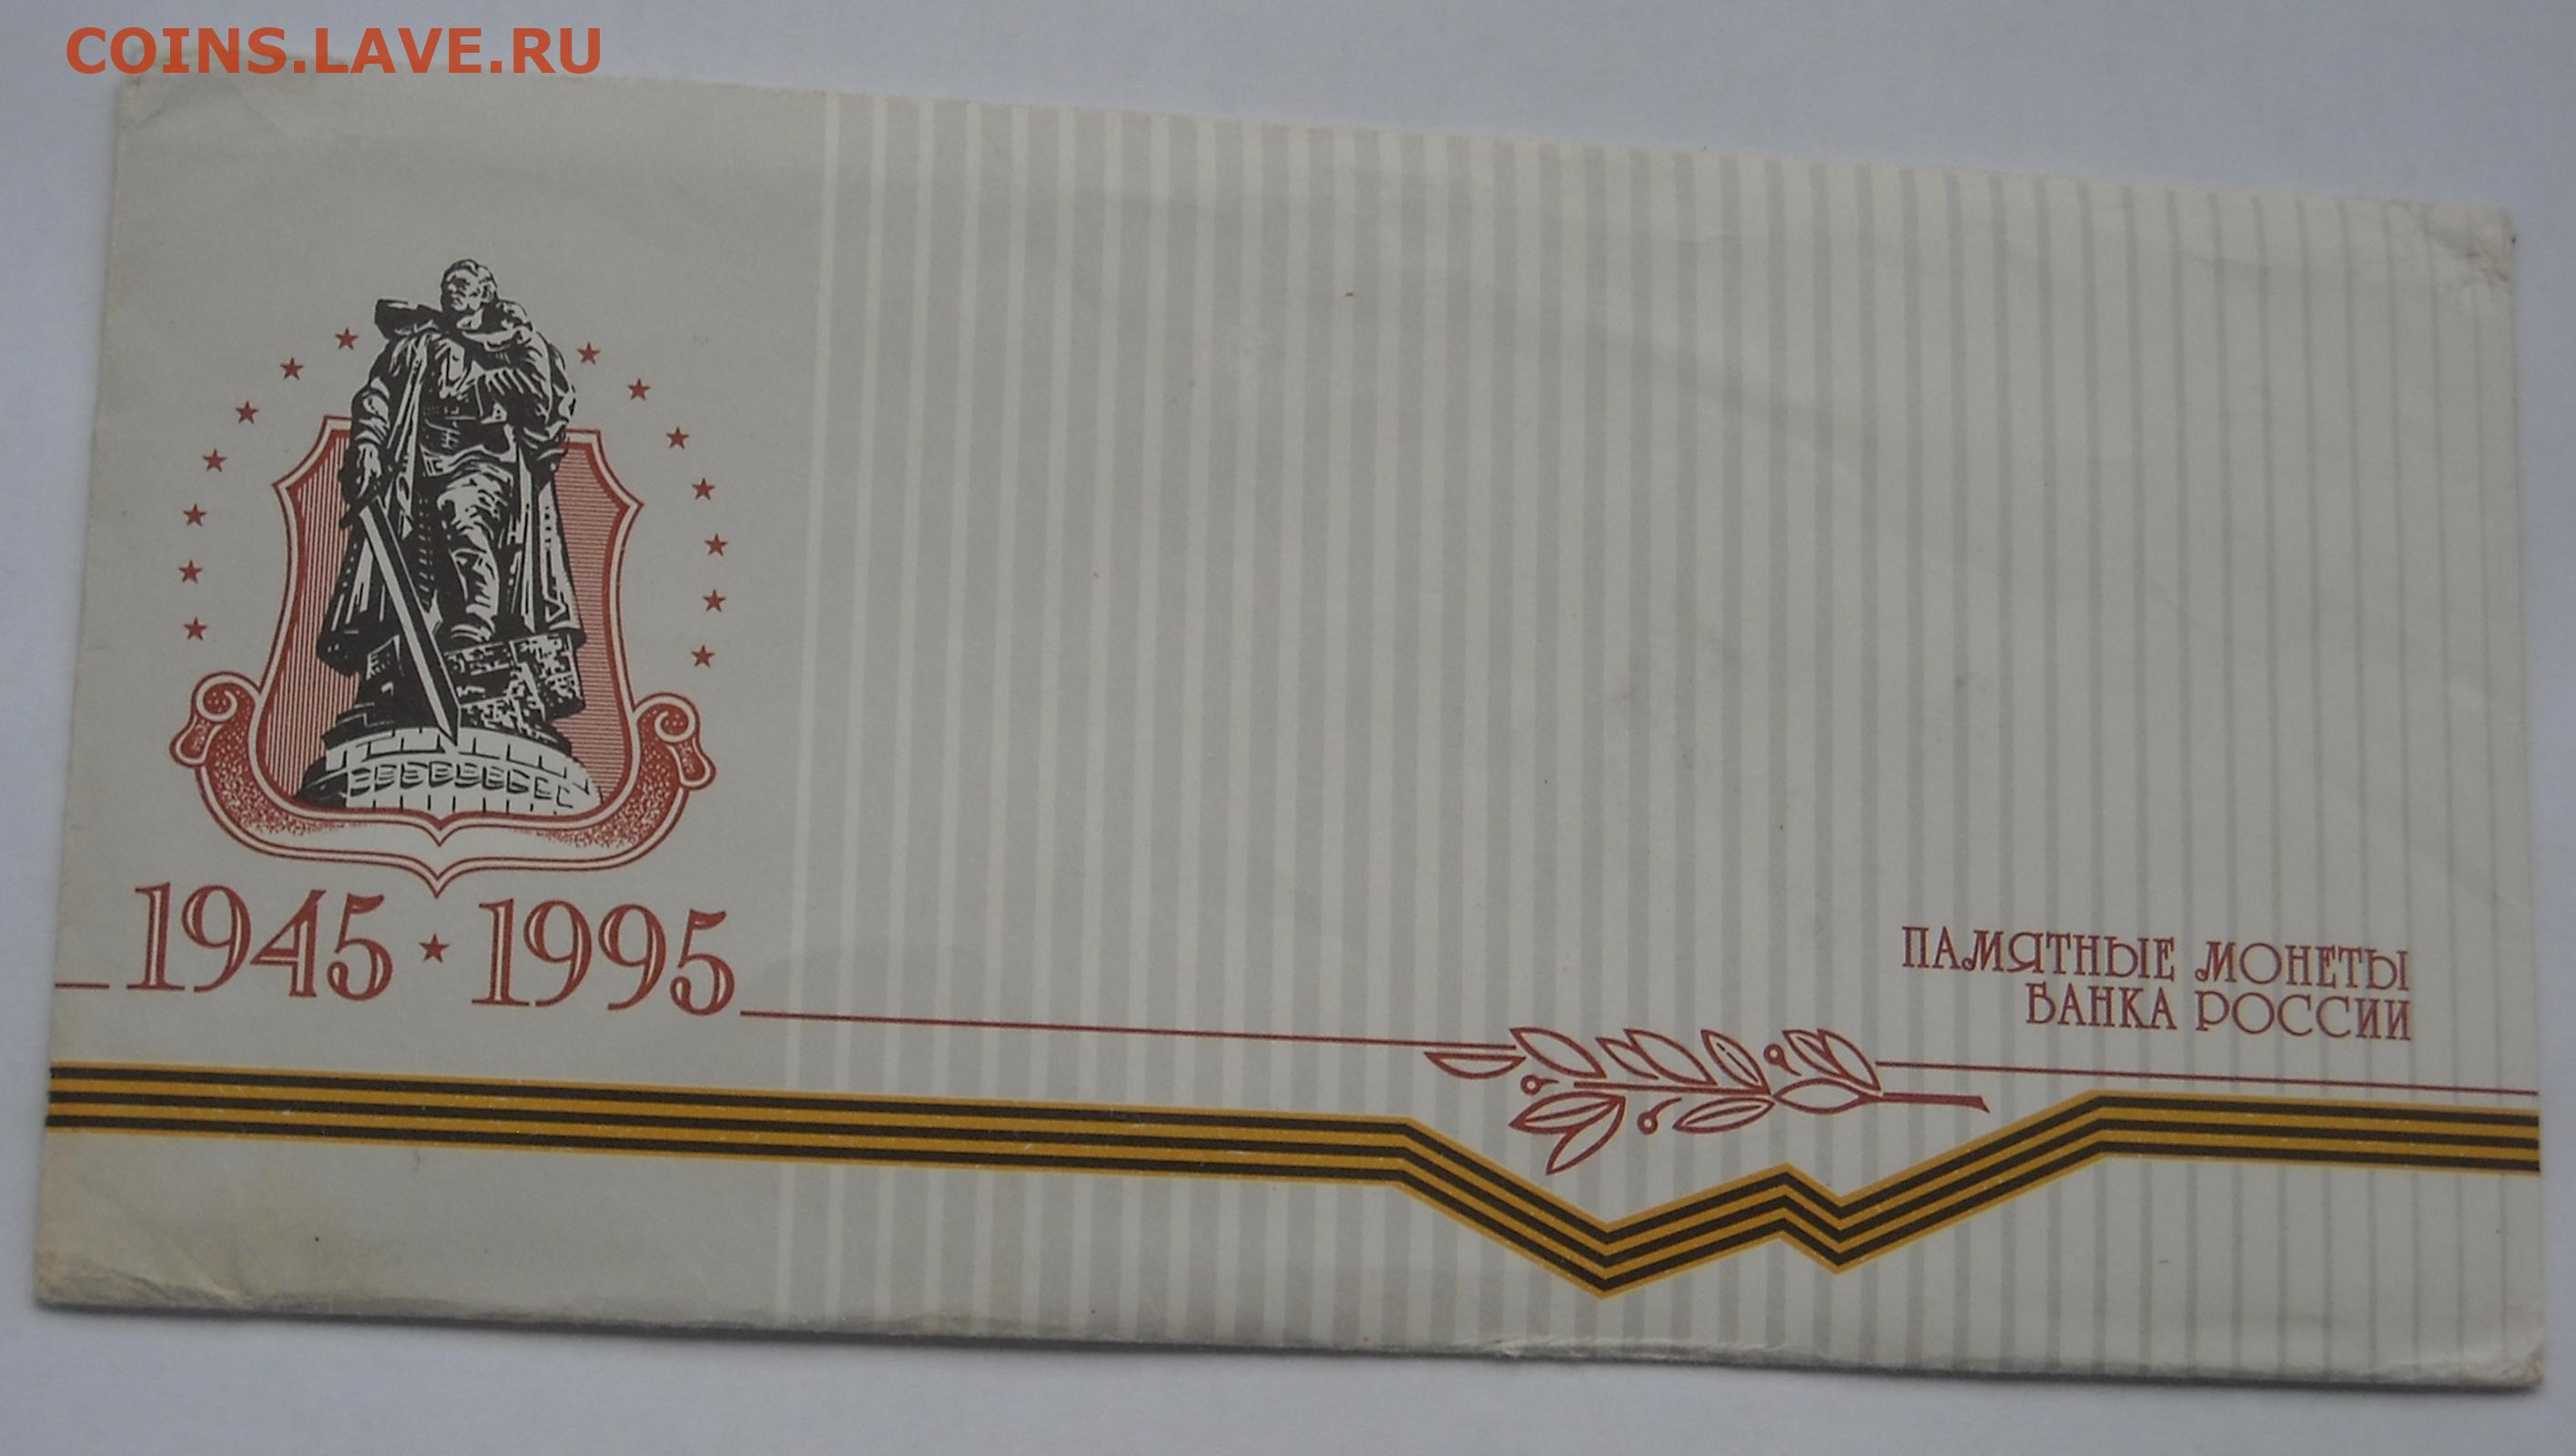 COINS.LAVE.RU
1945 ★ 1995
ПАМЯТНЫЕ МОНЕТЫ
БАНКА РОССИИ